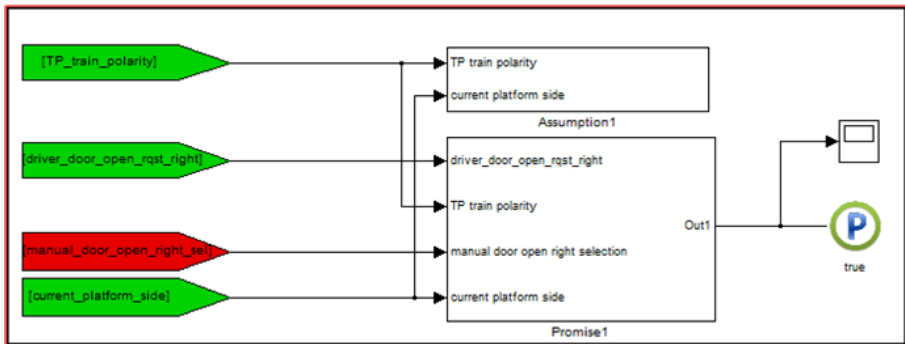 [TP_train_polarity]
TP train polarity
current platform side
Assumption1
[driver_door_open_rqst_right]
driver_door_open_rqst_right
TP train polarity
Out1
[manual_door_open_right_sel]
manual door open right selection
P
true
[current_platform_side]
current platform side
Promise1